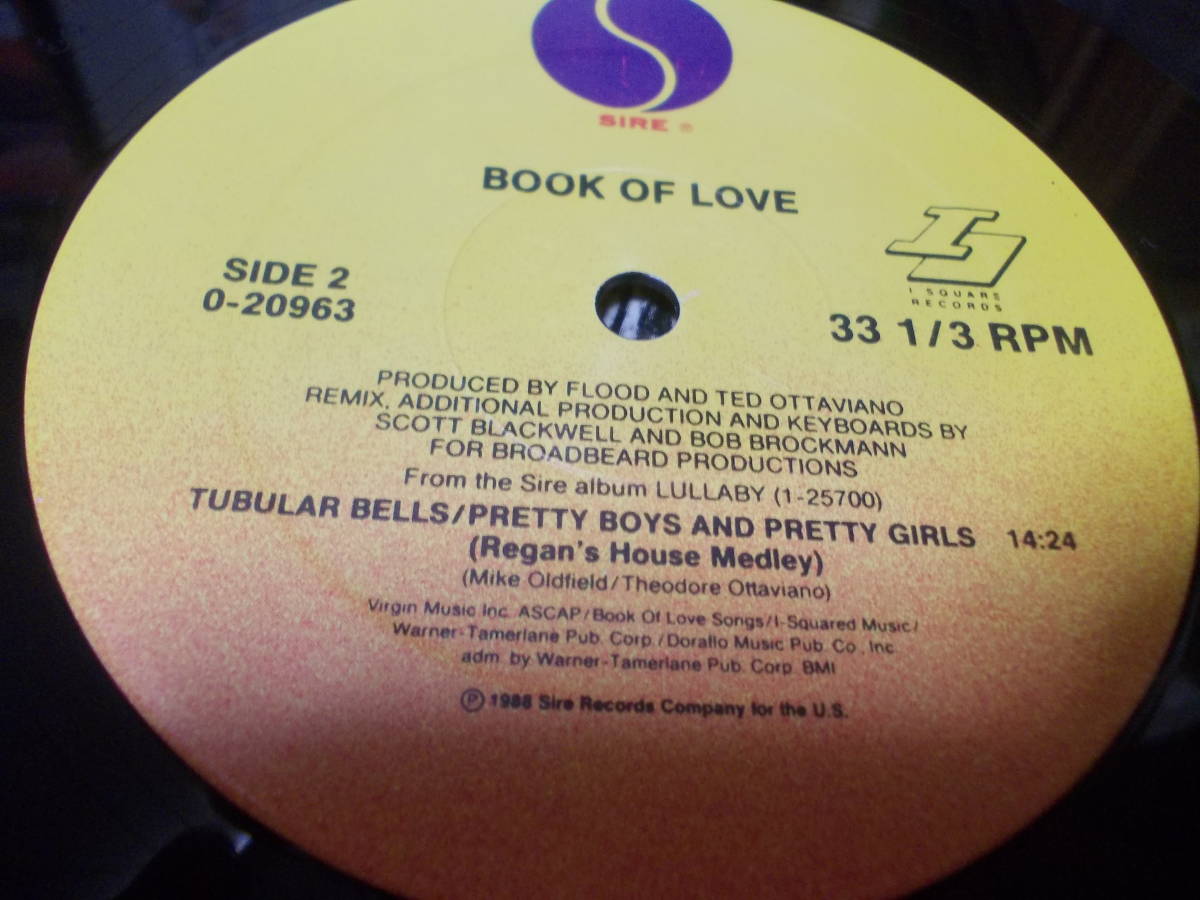 SIRE ®
BOOK OF LOVE
SIDE 2
0-20963
I SQUARE
RECORDS
33 1/3 RPM
PRODUCED BY FLOOD AND TED OTTAVIANO
REMIX, ADDITIONAL PRODUCTION AND KEYBOARDS BY
SCOTT BLACKWELL AND BOB BROCKMANN
FOR BROADBEARD PRODUCTIONS
From the Sire album LULLABY (1-25700)
TUBULAR BELLS/PRETTY BOYS AND PRETTY GIRLS 14:24
(Regan's House Medley)
(Mike Oldfield/Theodore Ottaviano)
Virgin Music Inc. ASCAP/Book Of Love Songs/I-Squared Music/
Warner-Tamerlane Pub. Corp./Dorallo Music Pub. Co., Inc.
adm. by Warner-Tamerlane Pub. Corp. BMI
℗ 1988 Sire Records Company for the U.S.